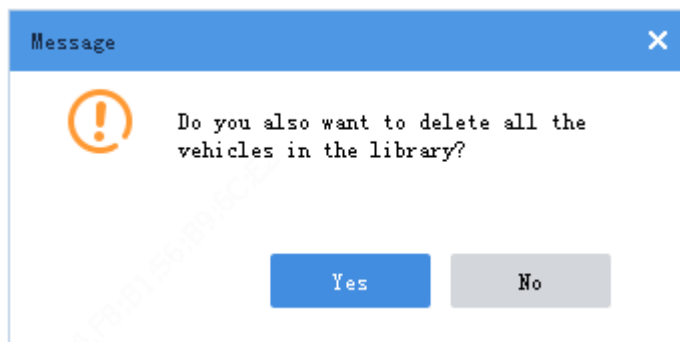 Message
Do you also want to delete all the
vehicles in the library?
Yes
No